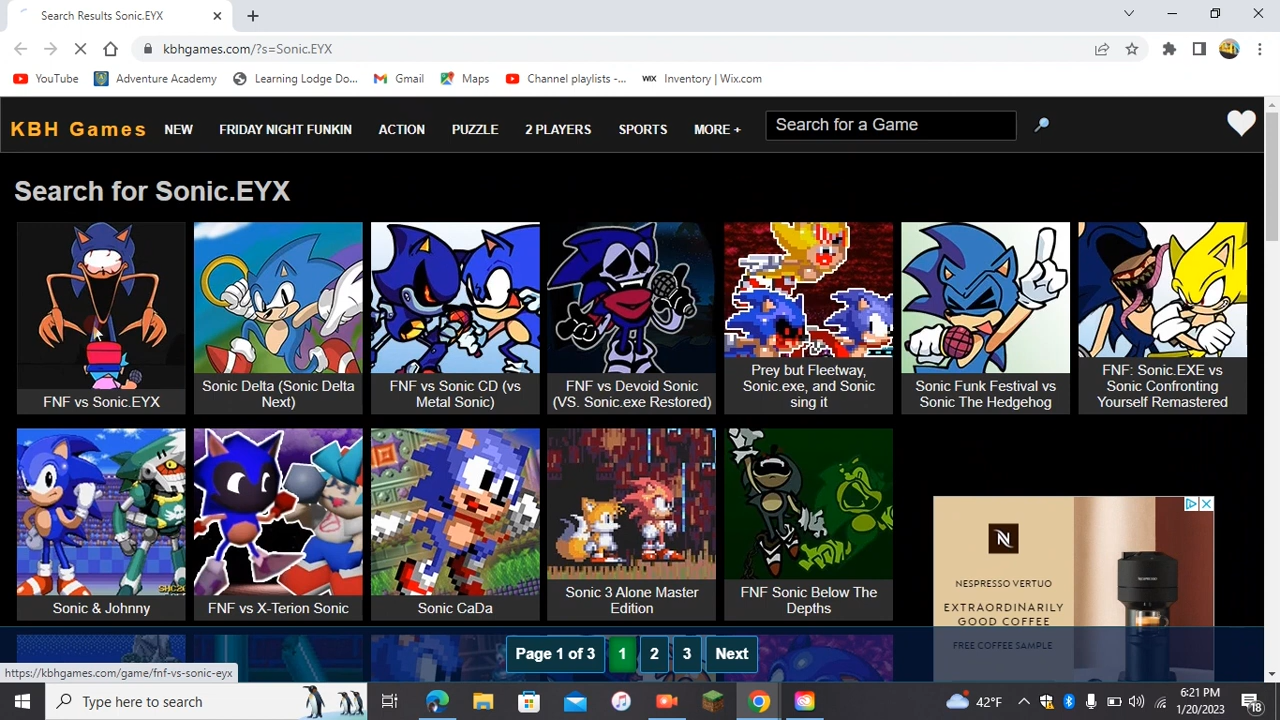 Search Results Sonic.EYX
kbhgames.com/?s=Sonic.EYX
YouTube
Adventure Academy
Learning Lodge Do...
Gmail
Maps
Channel playlists -...
WiX
Inventory | Wix.com
KBH Games
NEW
FRIDAY NIGHT FUNKIN
ACTION
PUZZLE
2 PLAYERS
SPORTS
MORE +
Search for a Game
Search for Sonic.EYX
FNF vs Sonic.EYX
Sonic Delta (Sonic Delta
Next)
FNF vs Sonic CD (vs
Metal Sonic)
FNF vs Devoid Sonic
(VS. Sonic.exe Restored)
Prey but Fleetway,
Sonic.exe, and Sonic
sing it
Sonic Funk Festival vs
Sonic The Hedgehog
FNF: Sonic.EXE vs
Sonic Confronting
Yourself Remastered
Sonic & Johnny
FNF vs X-Terion Sonic
Sonic CaDa
Sonic 3 Alone Master
Edition
FNF Sonic Below The
Depths
N
NESPRESSO VERTUO
EXTRAORDINARILY
GOOD COFFEE
FREE COFFEE SAMPLE
Page 1 of 3
1
2
3
Next
https://kbhgames.com/game/fnf-vs-sonic-eyx
Type here to search
42°F
6:21 PM
1/20/2023
18